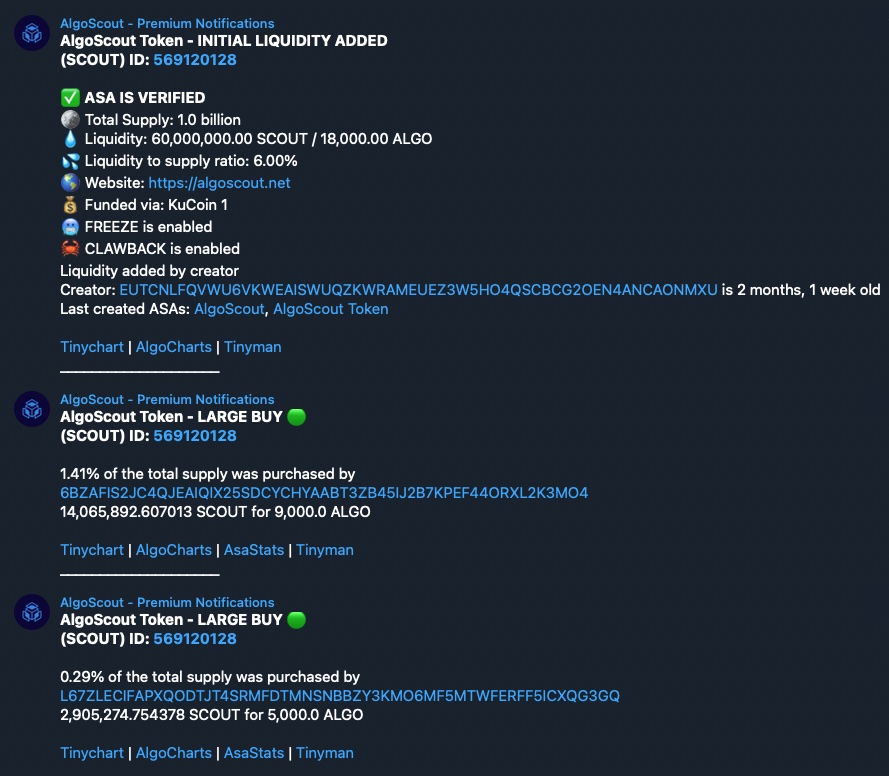 AlgoScout - Premium Notifications
AlgoScout Token - INITIAL LIQUIDITY ADDED
(SCOUT) ID: 569120128
✅ ASA IS VERIFIED
🌕 Total Supply: 1.0 billion
💧 Liquidity: 60,000,000.00 SCOUT / 18,000.00 ALGO
💦 Liquidity to supply ratio: 6.00%
🌎 Website: https://algoscout.net
💰 Funded via: KuCoin 1
🥶 FREEZE is enabled
🦀 CLAWBACK is enabled
Liquidity added by creator
Creator: EUTCNLFQVWU6VKWEAISWUQZKWRAMEUEZ3W5HO4QSCBCG2OEN4ANCAONMXU is 2 months, 1 week old
Last created ASAs: AlgoScout, AlgoScout Token
Tinychart | AlgoCharts | Tinyman
AlgoScout - Premium Notifications
AlgoScout Token - LARGE BUY 🟢
(SCOUT) ID: 569120128
1.41% of the total supply was purchased by
6BZAFIS2JC4QJEAIQIX25SDCYCHYAABT3ZB45IJ2B7KPEF44ORXL2K3MO4
14,065,892.607013 SCOUT for 9,000.0 ALGO
Tinychart | AlgoCharts | AsaStats | Tinyman
AlgoScout - Premium Notifications
AlgoScout Token - LARGE BUY 🟢
(SCOUT) ID: 569120128
0.29% of the total supply was purchased by
L67ZLECIFAPXQODTJT4SRMFDTMNSNBBZY3KMO6MF5MTWFERFF5ICXQG3GQ
2,905,274.754378 SCOUT for 5,000.0 ALGO
Tinychart | AlgoCharts | AsaStats | Tinyman